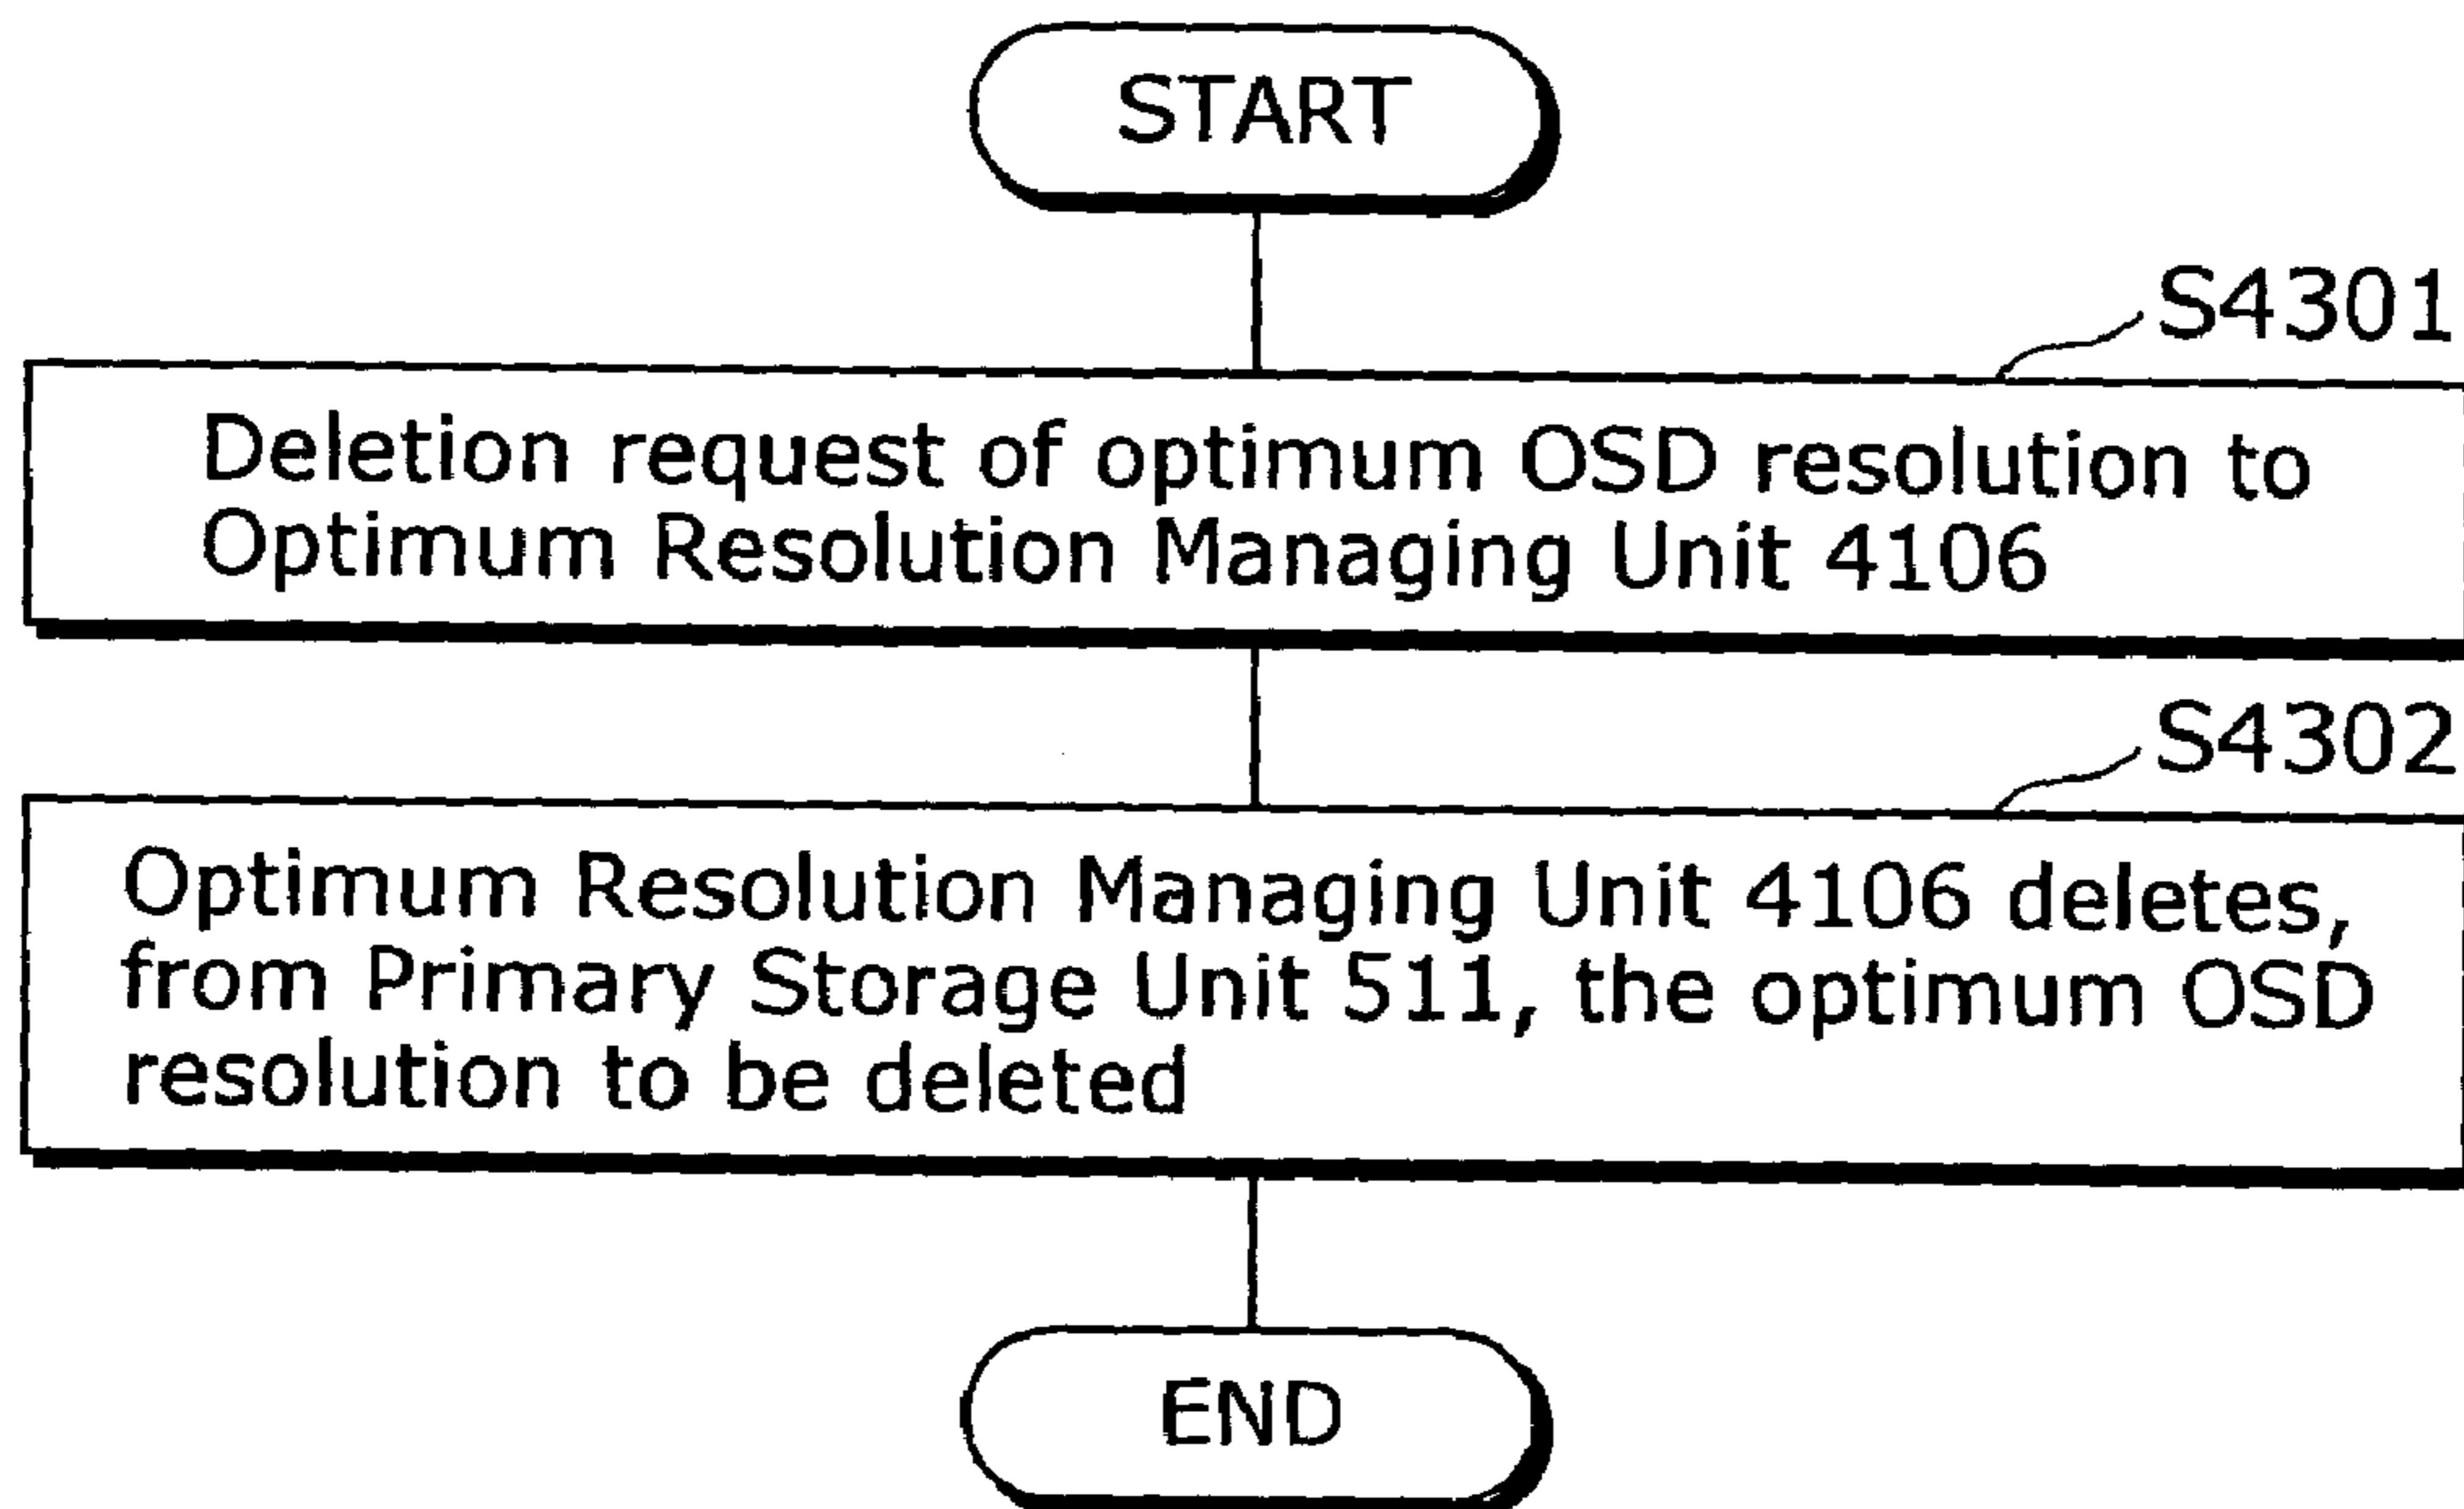 START
S4301
Deletion request of optimum OSD resolution to
Optimum Resolution Managing Unit 4106
S4302
Optimum Resolution Managing Unit 4106 deletes,
from Primary Storage Unit 511, the optimum OSD
resolution to be deleted
END